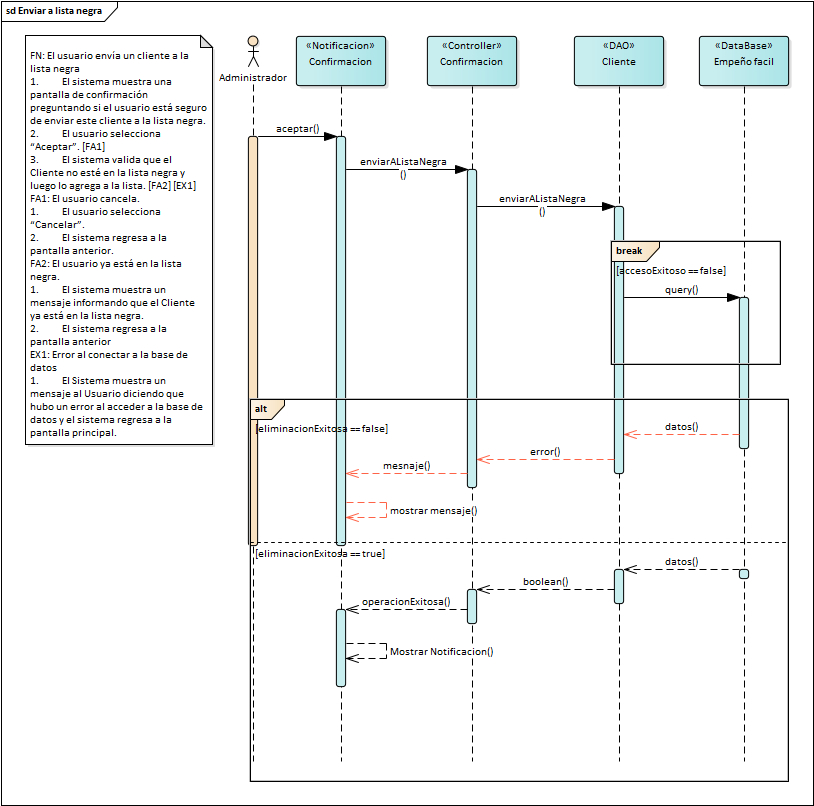 sd Enviar a lista negra
FN: El usuario envía un cliente a la
lista negra
1. El sistema muestra una
pantalla de confirmación
preguntando si el usuario está seguro
de enviar este cliente a la lista negra.
2. El usuario selecciona
“Aceptar”. [FA1]
3. El sistema valida que el
Cliente no esté en la lista negra y
luego lo agrega a la lista. [FA2] [EX1]
FA1: El usuario cancela.
1. El usuario selecciona
“Cancelar”.
2. El sistema regresa a la
pantalla anterior.
FA2: El usuario ya está en la lista
negra.
1. El sistema muestra un
mensaje informando que el Cliente
ya está en la lista negra.
2. El sistema regresa a la
pantalla anterior
EX1: Error al conectar a la base de
datos
1. El Sistema muestra un
mensaje al Usuario diciendo que
hubo un error al acceder a la base de
datos y el sistema regresa a la
pantalla principal.
Administrador
«Notificacion»
Confirmacion
«Controller»
Confirmacion
«DAO»
Cliente
«DataBase»
Empeño facil
aceptar()
enviarAListaNegra
()
enviarAListaNegra
()
break
[accesoExitoso ==false]
query()
alt
[eliminacionExitosa ==false]
datos()
error()
mesnaje()
mostrar mensaje()
[eliminacionExitosa ==true]
datos()
boolean()
operacionExitosa()
Mostrar Notificacion()